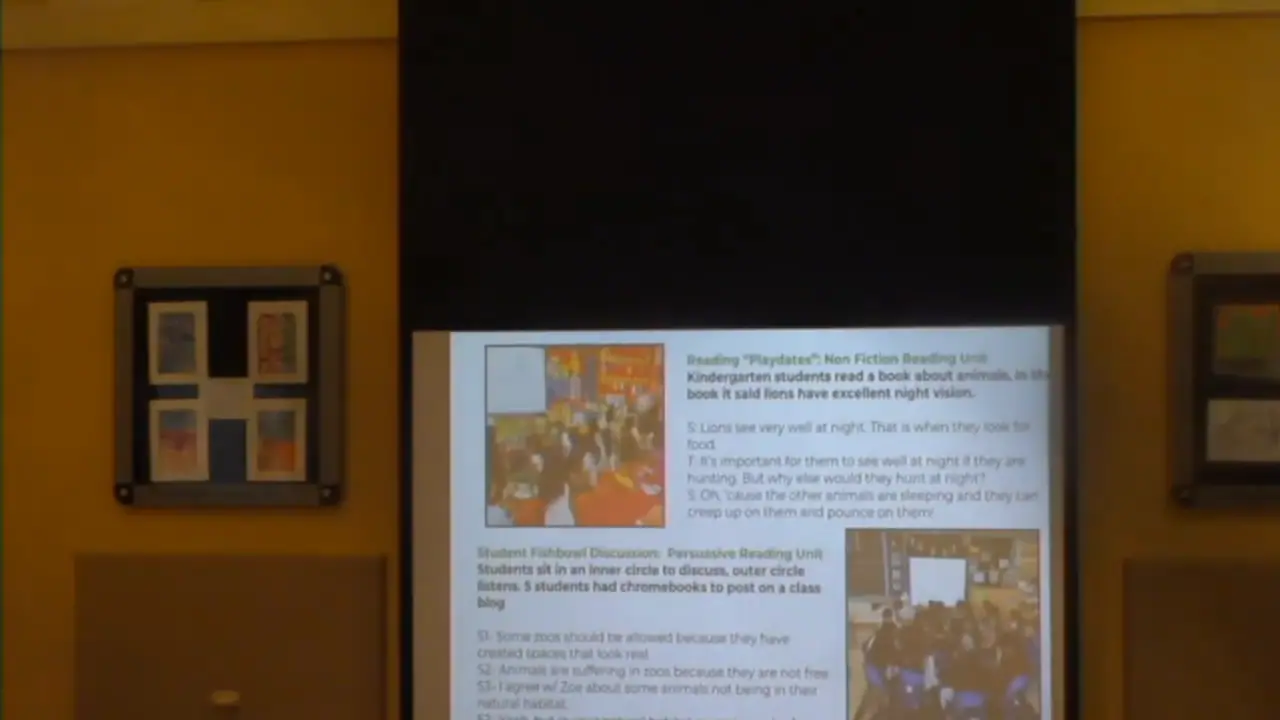 Reading "Playdates": Non Fiction Reading Unit
Kindergarten students read a book about animals, in the
book it said lions have excellent night vision.
S: Lions see very well at night. That is when they look for
food.
T: It's important for them to see well at night if they are
hunting. But why else would they hunt at night?
S: Oh, 'cause the other animals are sleeping and they can
creep up on them and pounce on them!
Student Fishbowl Discussion: Persuasive Reading Unit
Students sit in an inner circle to discuss, outer circle
listens. 5 students had chromebooks to post on a class
blog
S1- Some zoos should be allowed because they have
created spaces that look real.
S2- Animals are suffering in zoos because they are not free.
S3- I agree w/ Zoe about some animals not being in their
natural habitat.